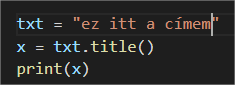 txt = "ez itt a címem"
x = txt.title()
print(x)